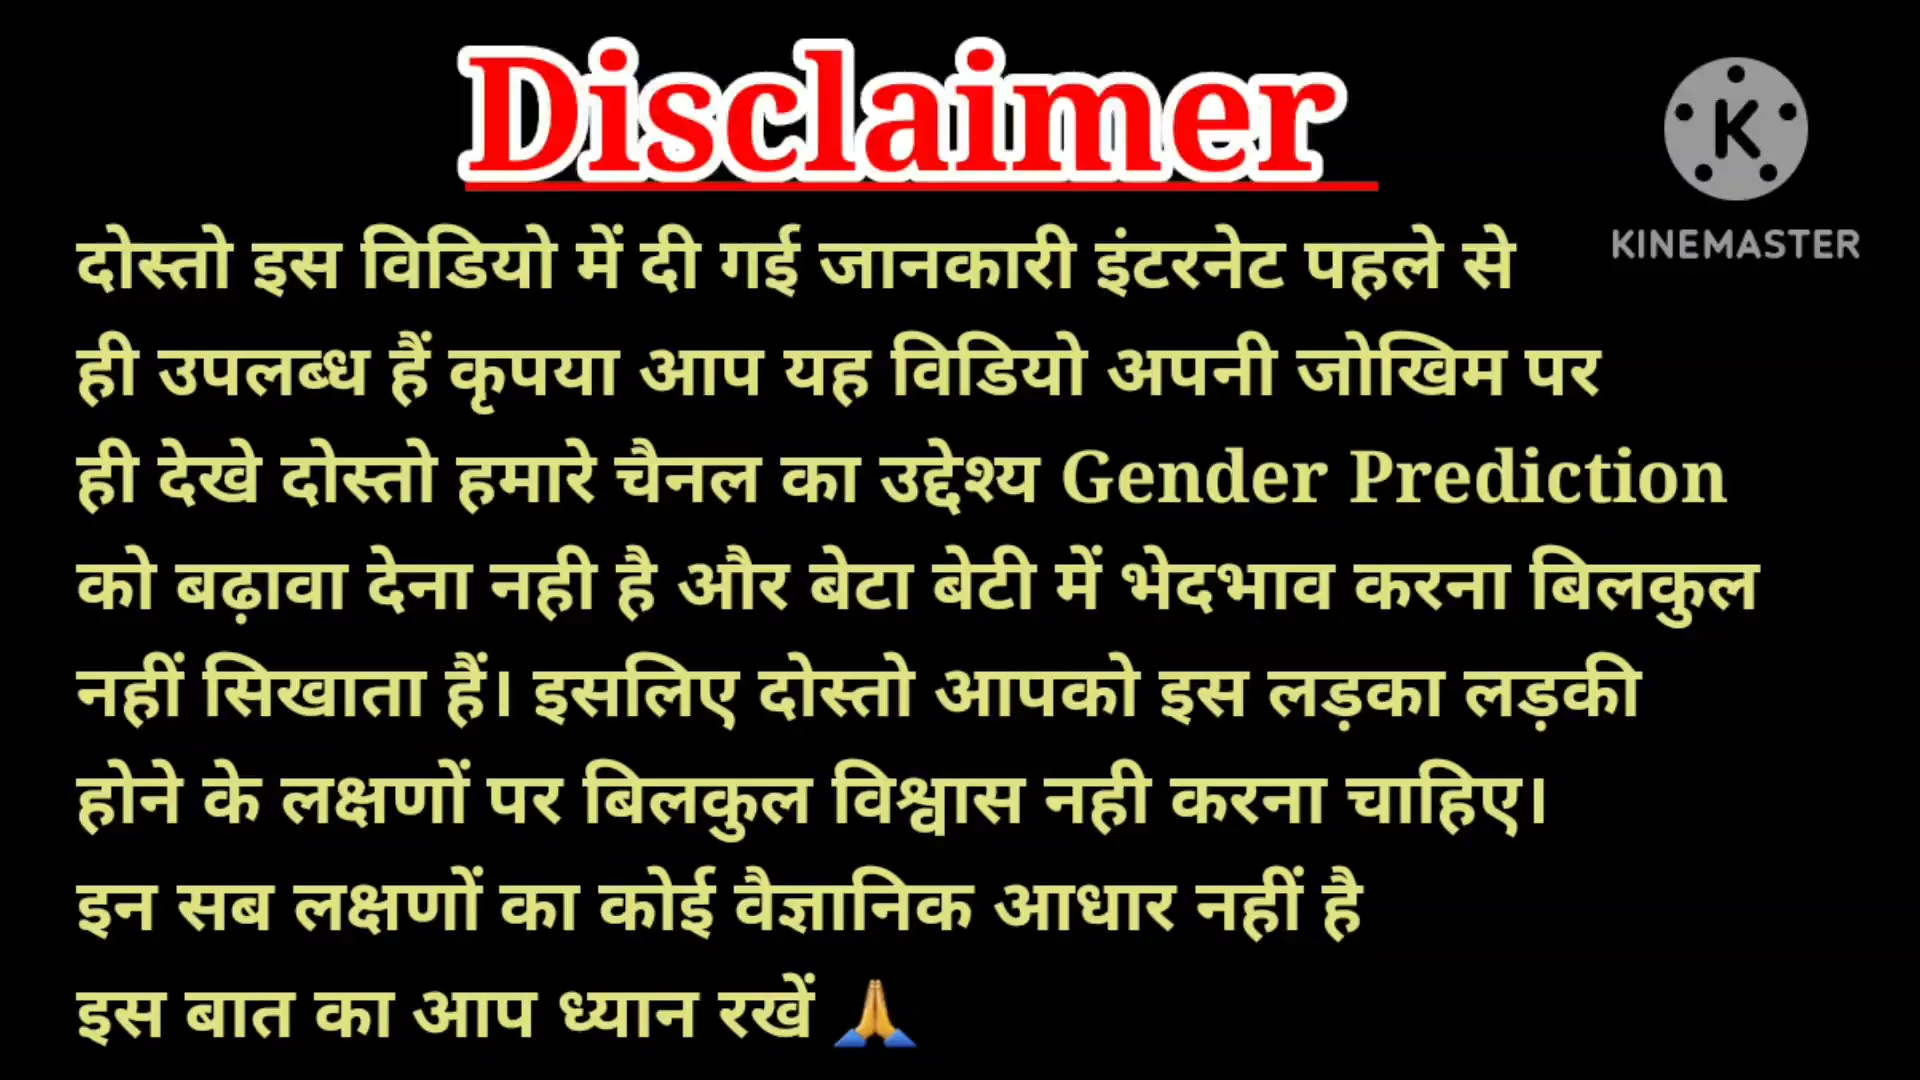 Disclaimer
KINEMASTER
दोस्तो इस विडियो में दी गई जानकारी इंटरनेट पहले से
ही उपलब्ध हैं कृपया आप यह विडियो अपनी जोखिम पर
ही देखे दोस्तो हमारे चैनल का उद्देश्य Gender Prediction
को बढ़ावा देना नही है और बेटा बेटी में भेदभाव करना बिलकुल
नहीं सिखाता हैं। इसलिए दोस्तो आपको इस लड़का लड़की
होने के लक्षणों पर बिलकुल विश्वास नही करना चाहिए।
इन सब लक्षणों का कोई वैज्ञानिक आधार नहीं है
इस बात का आप ध्यान रखें 🙏